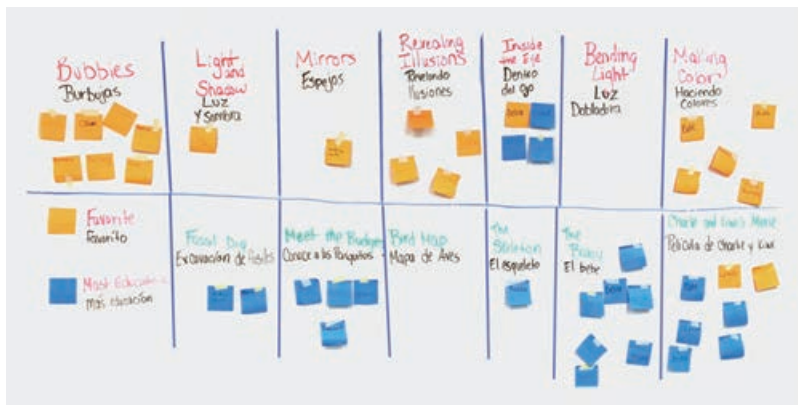 Bubbles
Burbujas
Light
and
Shadow
Luz
y Sombra
Mirrors
Espejos
Revealing
Illusions
Revelando
Ilusiones
Inside
the Eye
Dentro
del ojo
Bending
Light
Luz
Dobladora
Making
Color
Haciendo
Colores
Favorite
Favorito
Most
Más educación
Fossil Dig
Excavación de fósiles
Meet the Budgies
Conoce a los Periquitos
Bird Map
Mapa de Aves
The
Skeleton
El esqueleto
The
Baby
El bebe
Charlie and Kiwi's Movie
Película de Charlie y Kiwi